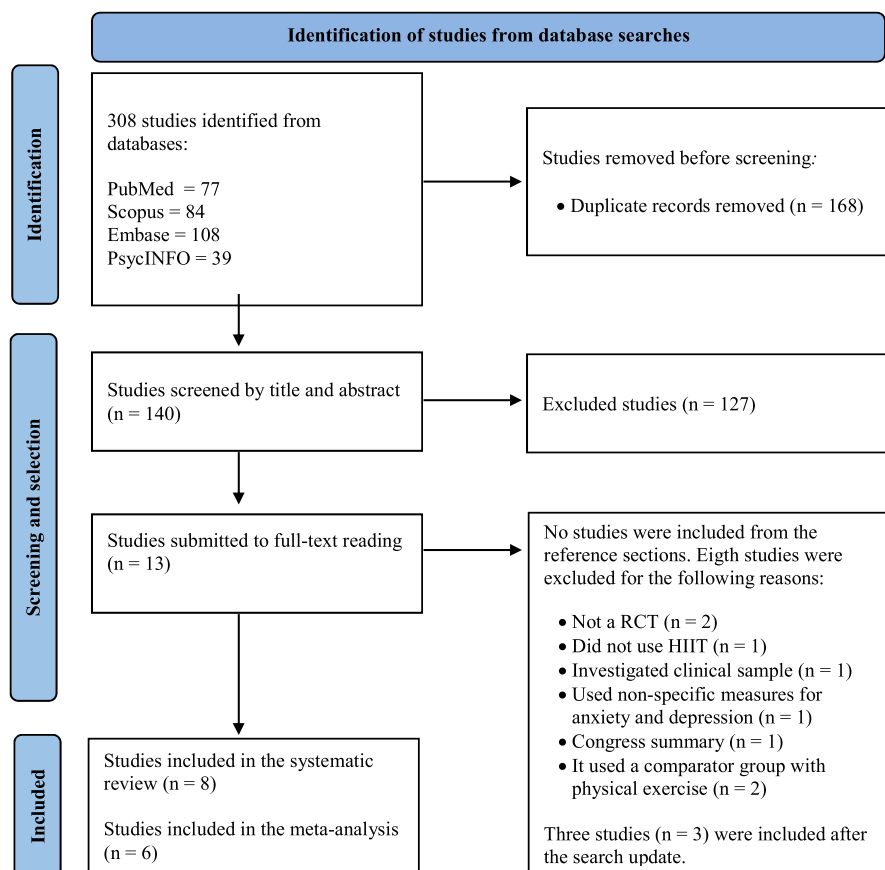 Identification of studies from database searches
Identification
308 studies identified from
databases:
PubMed = 77
Scopus = 84
Embase = 108
PsycINFO = 39
Studies removed before screening:
• Duplicate records removed (n = 168)
Screening and selection
Studies screened by title and abstract
(n = 140)
Excluded studies (n = 127)
Studies submitted to full-text reading
(n = 13)
No studies were included from the
reference sections. Eigth studies were
excluded for the following reasons:
• Not a RCT (n = 2)
• Did not use HIIT (n = 1)
• Investigated clinical sample (n = 1)
• Used non-specific measures for
anxiety and depression (n = 1)
• Congress summary (n = 1)
• It used a comparator group with
physical exercise (n = 2)
Three studies (n = 3) were included after
the search update.
Included
Studies included in the systematic
review (n = 8)
Studies included in the meta-analysis
(n = 6)